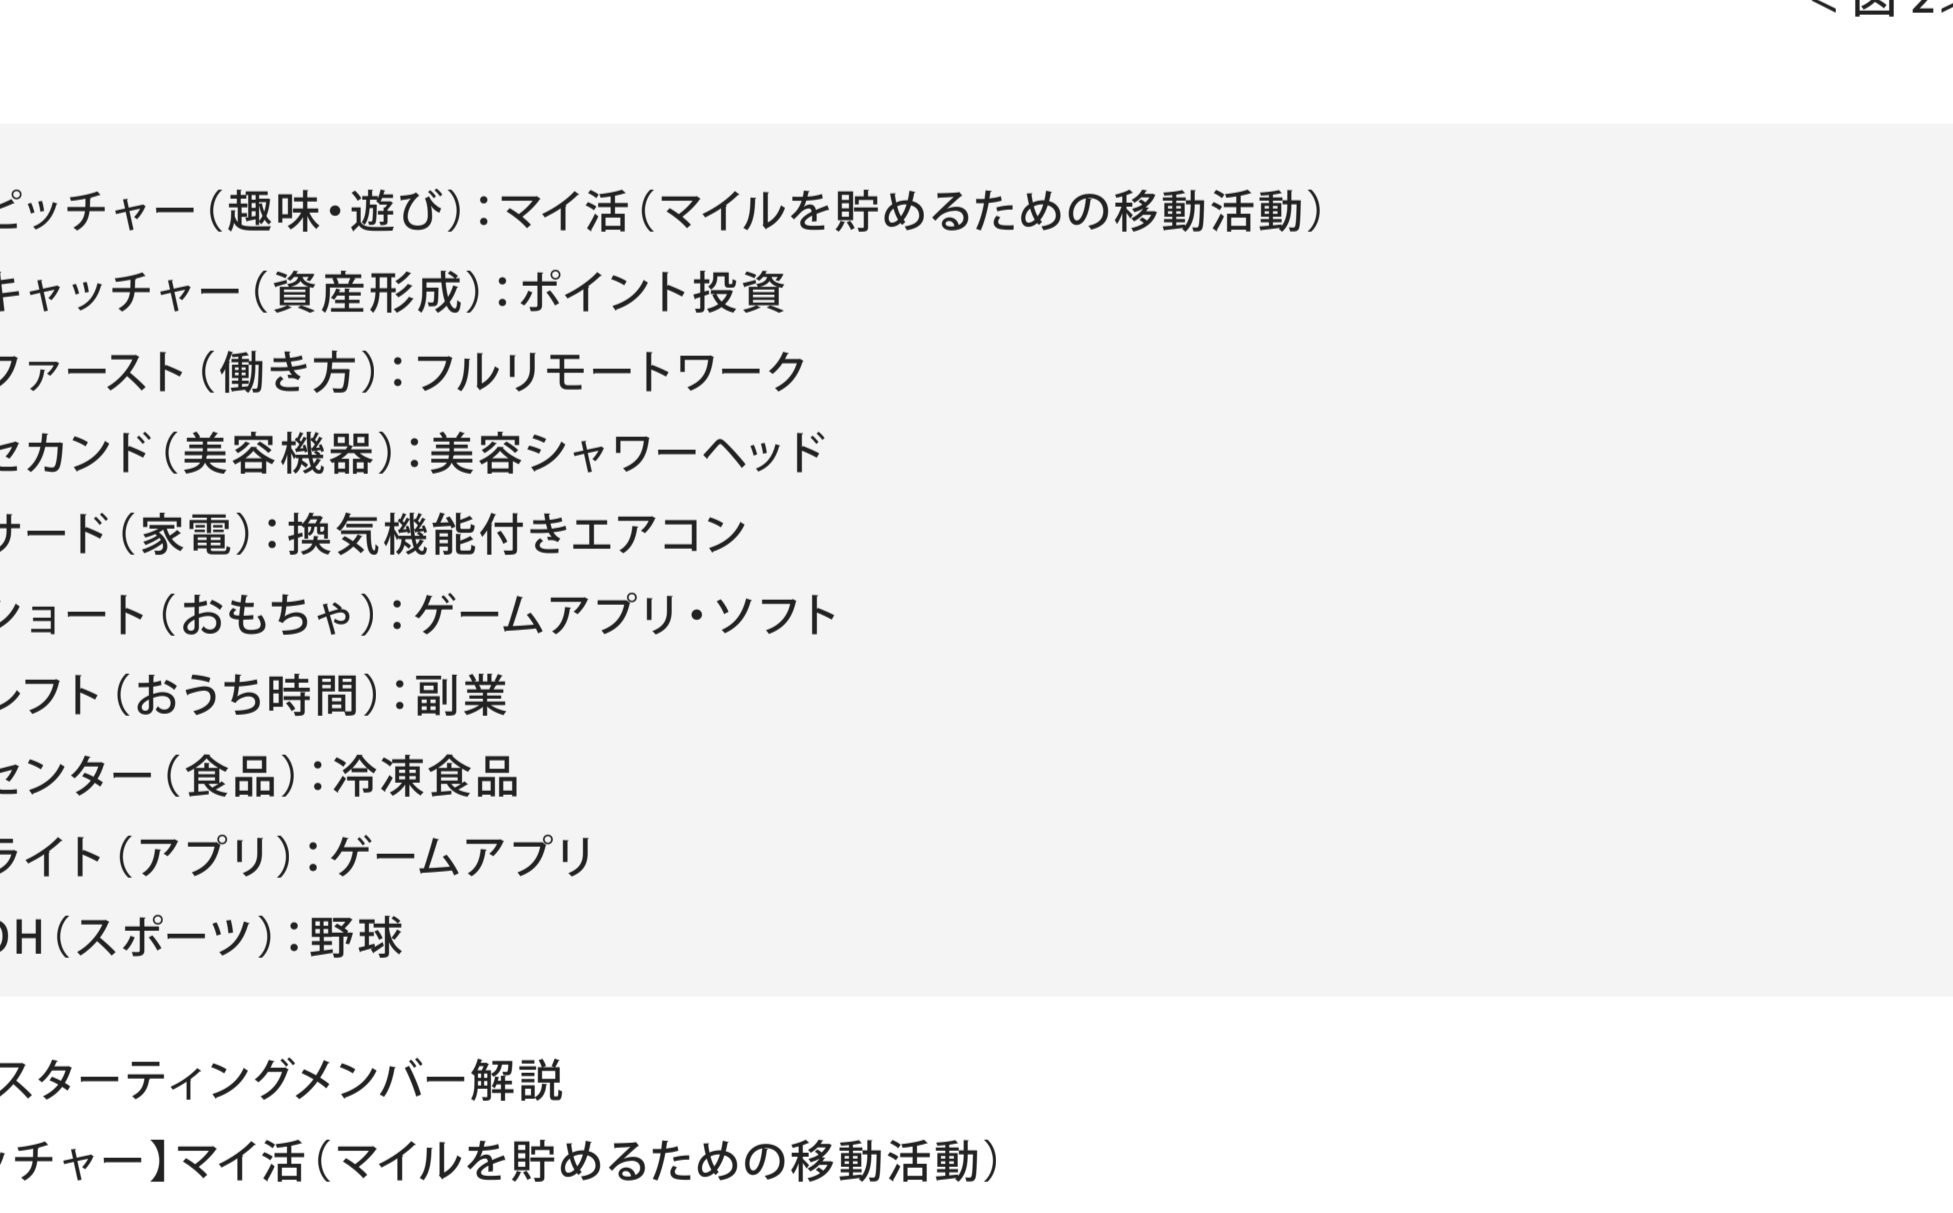 ＜図2＞
ピッチャー（趣味・遊び）：マイ活（マイルを貯めるための移動活動）
キャッチャー（資産形成）：ポイント投資
ファースト（働き方）：フルリモートワーク
セカンド（美容機器）：美容シャワーヘッド
サード（家電）：換気機能付きエアコン
ショート（おもちゃ）：ゲームアプリ・ソフト
レフト（おうち時間）：副業
センター（食品）：冷凍食品
ライト（アプリ）：ゲームアプリ
DH（スポーツ）：野球
スターティングメンバー解説
ッチャー】マイ活（マイルを貯めるための移動活動）